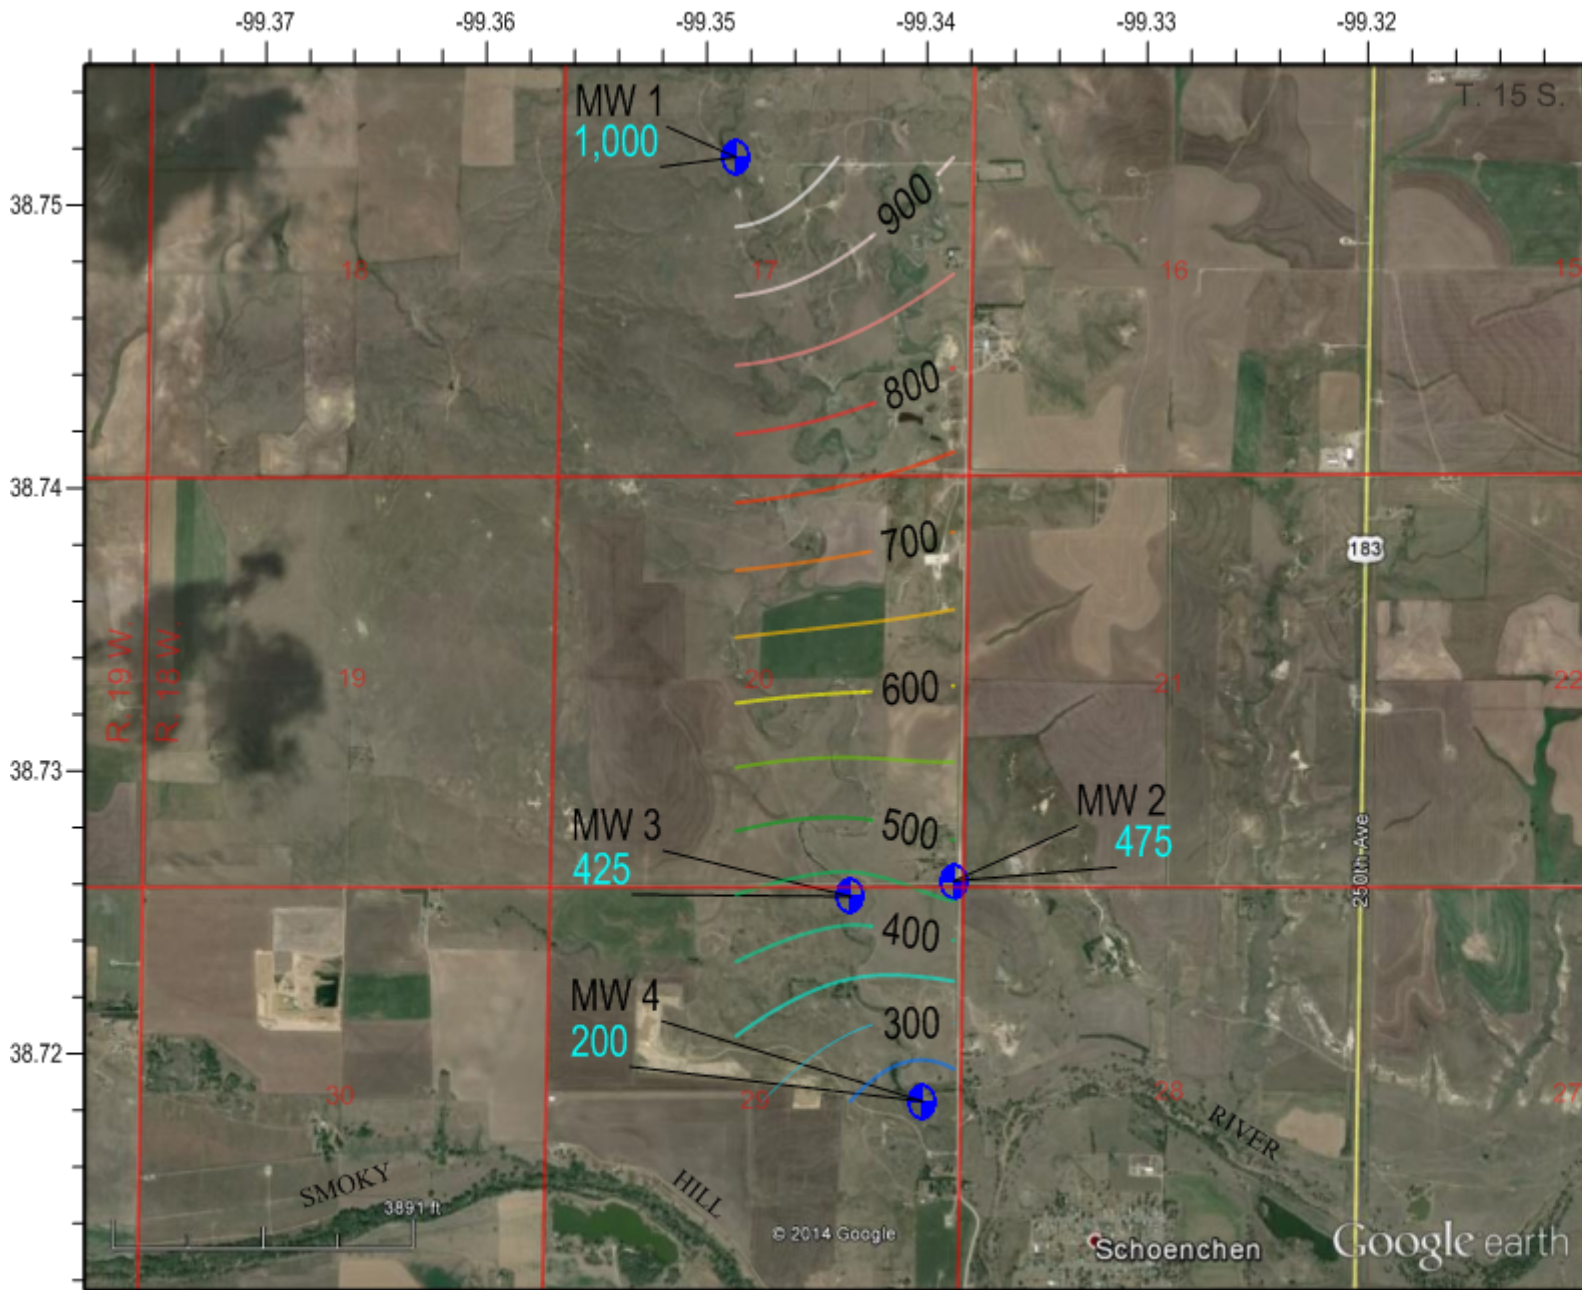 -99.37 -99.36 -99.35 -99.34 -99.33 -99.32
T. 15 S.
MW 1
1,000
38.75
900
18 17 16 15
800
38.74
700
183
R. 19 W.
R. 18 W.
19 20 21 22
600
38.73
MW 3
425
500
MW 2
475
250th Ave
400
MW 4
200
300
38.72
30 29 28 27
SMOKY HILL RIVER
3891 ft
© 2014 Google
Schoenchen
Google earth